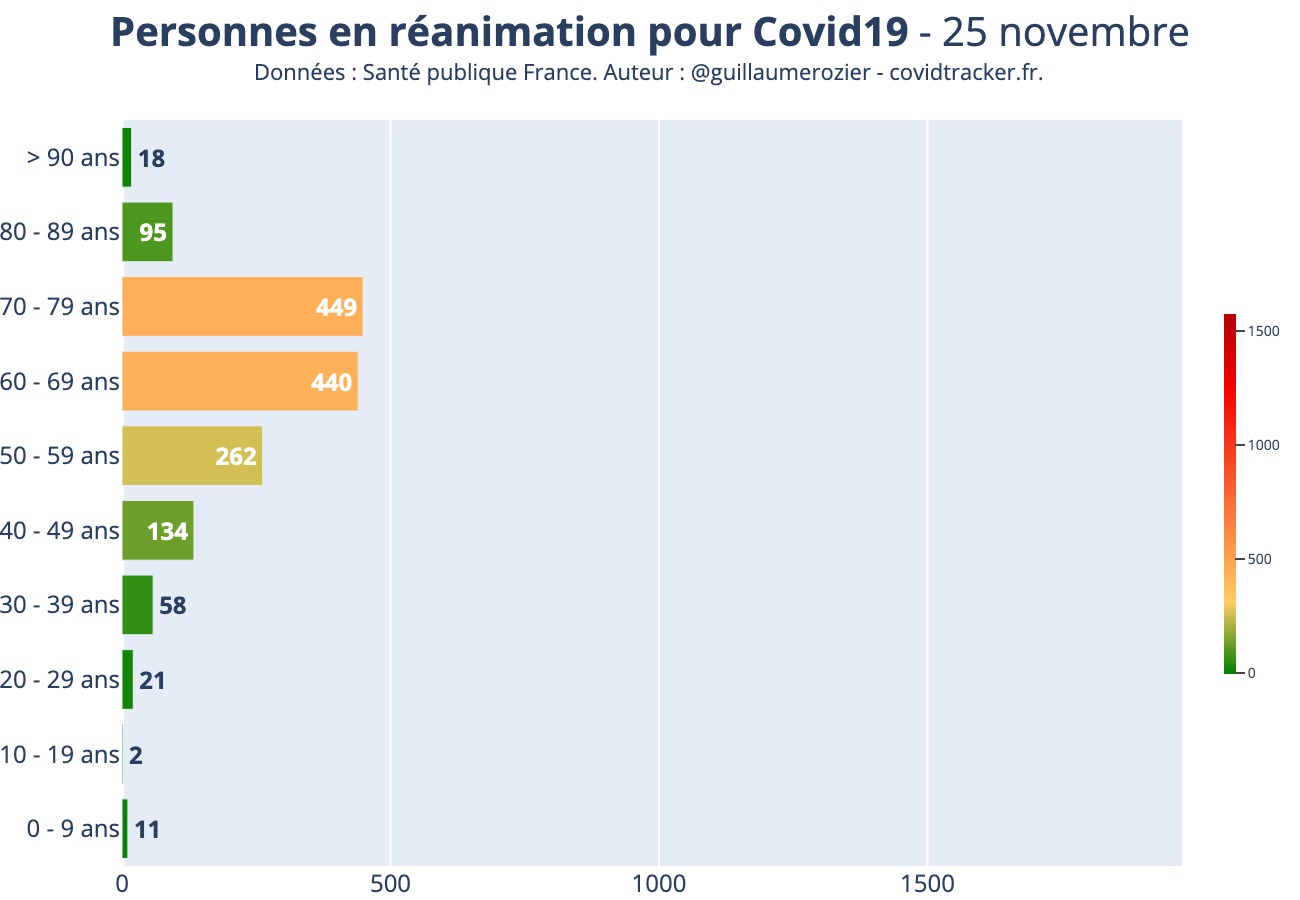 Personnes en réanimation pour Covid19 - 25 novembre
Données : Santé publique France. Auteur : @guillaumerozier - covidtracker.fr.
> 90 ans 18
80 - 89 ans 95
70 - 79 ans 449
60 - 69 ans 440
50 - 59 ans 262
40 - 49 ans 134
30 - 39 ans 58
20 - 29 ans 21
10 - 19 ans 2
0 - 9 ans 11
0 500 1000 1500
1500
1000
500
0